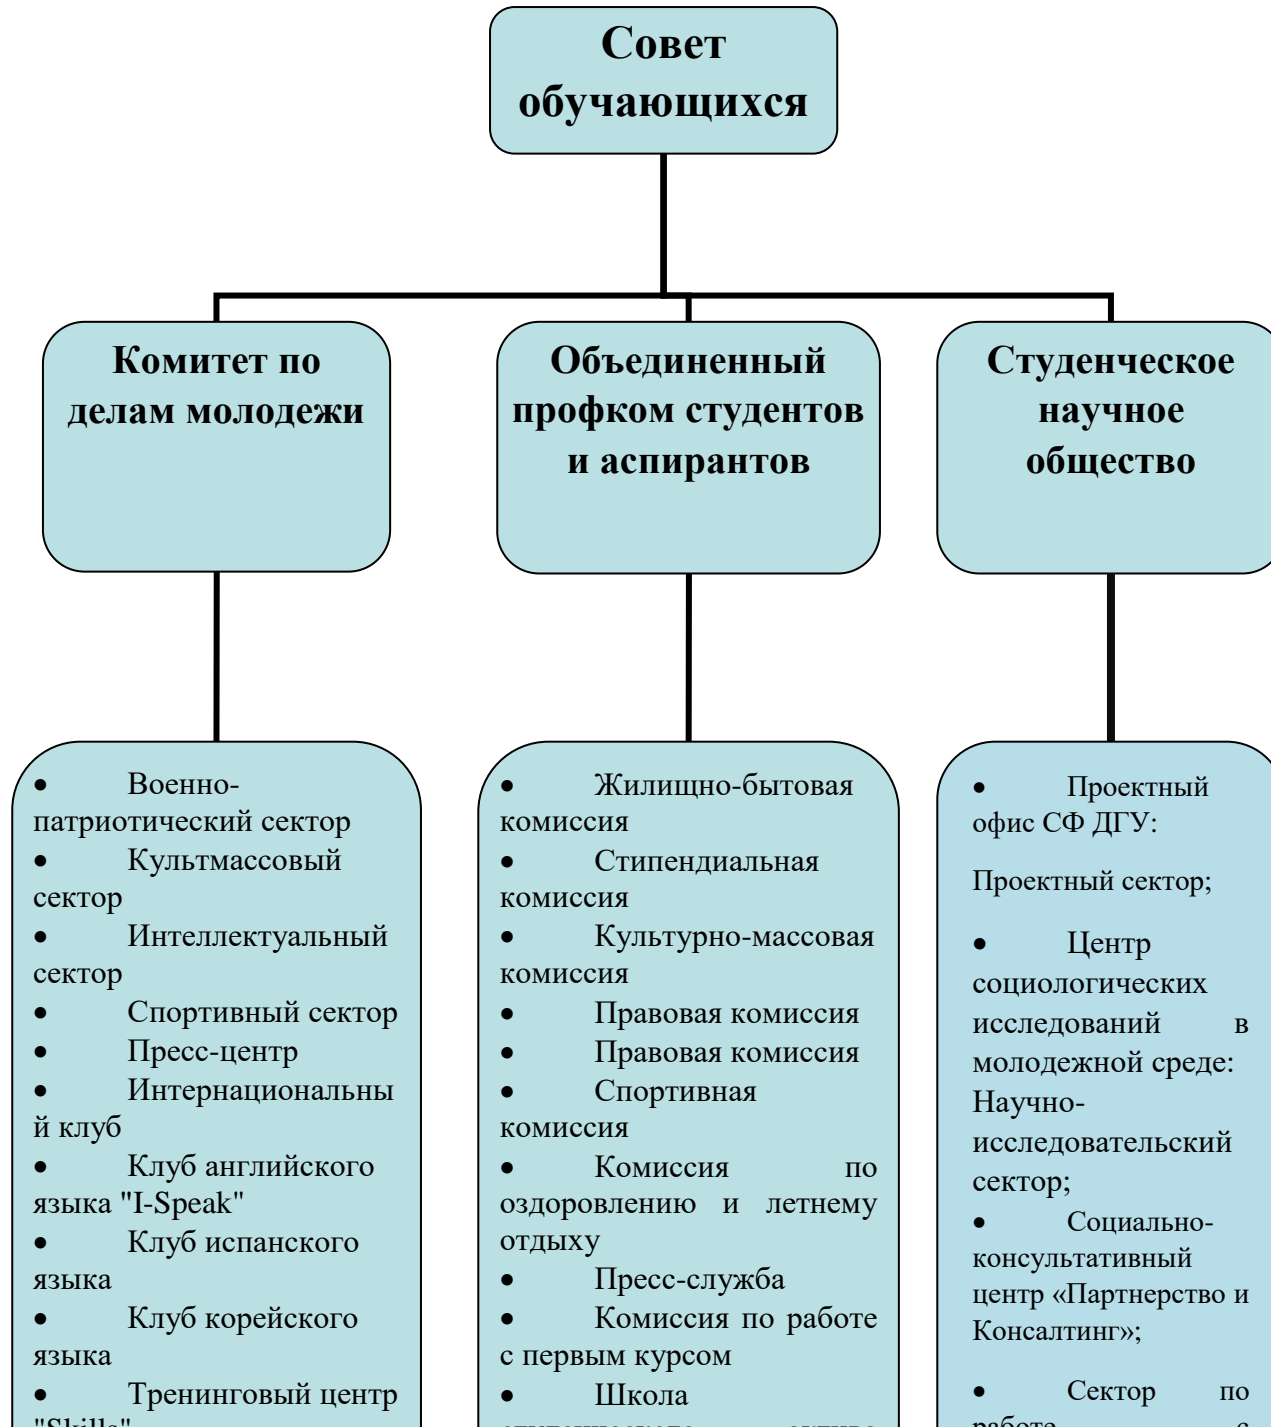 Совет
обучающихся
Комитет по
делам молодежи
Объединенный
профком студентов
и аспирантов
Студенческое
научное
общество
• Военно-
патриотический сектор
• Культмассовый
сектор
• Интеллектуальный
сектор
• Спортивный сектор
• Пресс-центр
• Интернациональны
й клуб
• Клуб английского
языка "I-Speak"
• Клуб испанского
языка
• Клуб корейского
языка
• Тренинговый центр
"Skills"
• Жилищно-бытовая
комиссия
• Стипендиальная
комиссия
• Культурно-массовая
комиссия
• Правовая комиссия
• Правовая комиссия
• Спортивная
комиссия
• Комиссия по
оздоровлению и летнему
отдыху
• Пресс-служба
• Комиссия по работе
с первым курсом
• Школа
студенческого актива
• Проектный
офис СФ ДГУ:
Проектный сектор;
• Центр
социологических
исследований в
молодежной среде:
Научно-
исследовательский
сектор;
• Социально-
консультативный
центр «Партнерство и
Консалтинг»;
• Сектор по
работе с